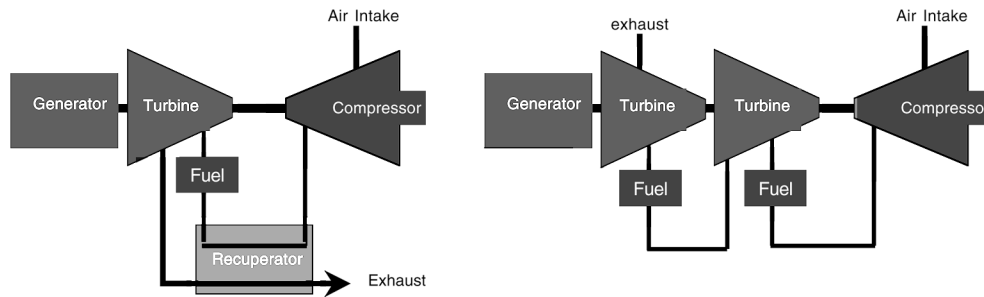 Air Intake
Generator
Turbine
Compressor
Fuel
Recuperator
Exhaust
exhaust
Air Intake
Generator
Turbine
Turbine
Compresso
Fuel
Fuel